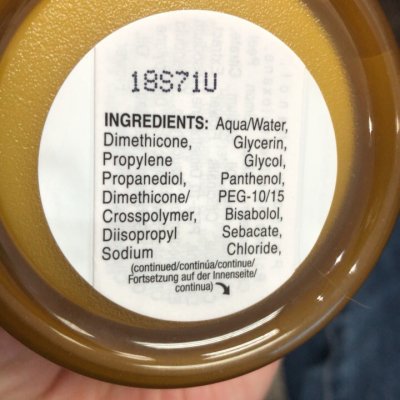 18S71U
INGREDIENTS: Aqua/Water,
Dimethicone, Glycerin,
Propylene Glycol,
Propanediol, Panthenol,
Dimethicone/ PEG-10/15
Crosspolymer, Bisabolol,
Diisopropyl Sebacate,
Sodium Chloride,
(continued/continúa/continue/
Fortsetzung auf der Innenseite/
continua)